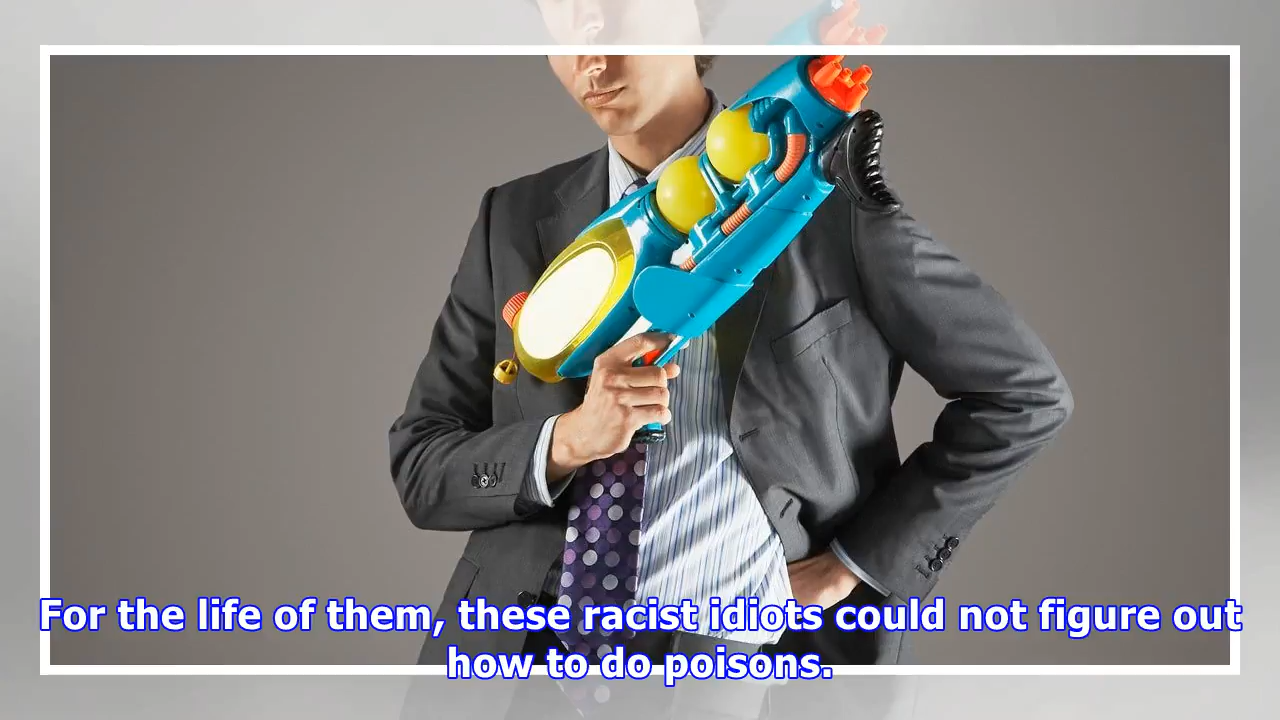 For the life of them, these racist idiots could not figure out
how to do poisons.